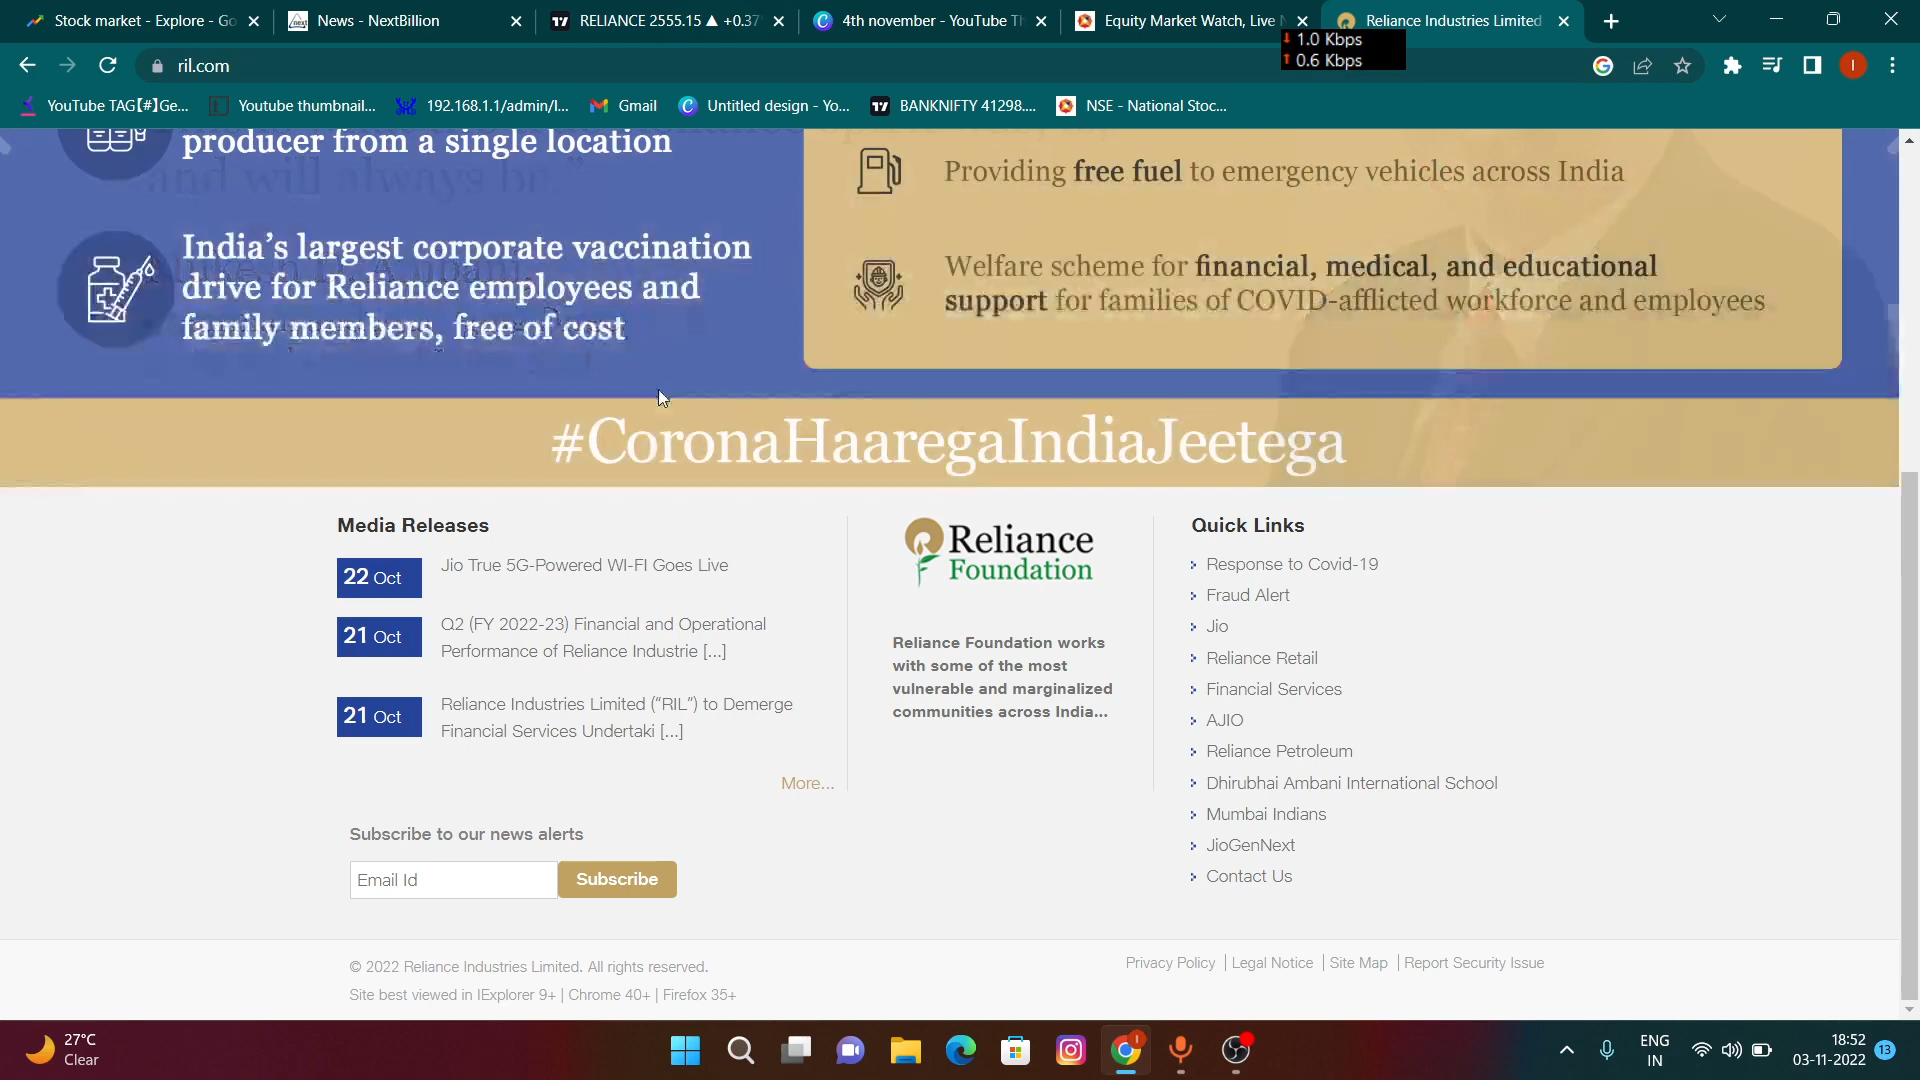 Stock market - Explore - Go
News - NextBillion
RELIANCE 2555.15 ▲ +0.37
4th november - YouTube Th
Equity Market Watch, Live N
Reliance Industries Limited
1.0 Kbps
0.6 Kbps
ril.com
I
YouTube TAG【#】Ge...
Youtube thumbnail...
192.168.1.1/admin/l...
Gmail
Untitled design - Yo...
BANKNIFTY 41298....
NSE - National Stoc...
producer from a single location
and will always be.”
Providing free fuel to emergency vehicles across India
India’s largest corporate vaccination
drive for Reliance employees and
family members, free of cost
Welfare scheme for financial, medical, and educational
support for families of COVID-afflicted workforce and employees
#CoronaHaaregaIndiaJeetega
Media Releases
22 Oct
Jio True 5G-Powered WI-FI Goes Live
21 Oct
Q2 (FY 2022-23) Financial and Operational
Performance of Reliance Industrie [...]
21 Oct
Reliance Industries Limited (“RIL”) to Demerge
Financial Services Undertaki [...]
More...
Subscribe to our news alerts
Email Id
Subscribe
Reliance
Foundation
Reliance Foundation works
with some of the most
vulnerable and marginalized
communities across India...
Quick Links
Response to Covid-19
Fraud Alert
Jio
Reliance Retail
Financial Services
AJIO
Reliance Petroleum
Dhirubhai Ambani International School
Mumbai Indians
JioGenNext
Contact Us
© 2022 Reliance Industries Limited. All rights reserved.
Site best viewed in IExplorer 9+ | Chrome 40+ | Firefox 35+
Privacy Policy | Legal Notice | Site Map | Report Security Issue
27°C
Clear
ENG
IN
18:52
03-11-2022
13